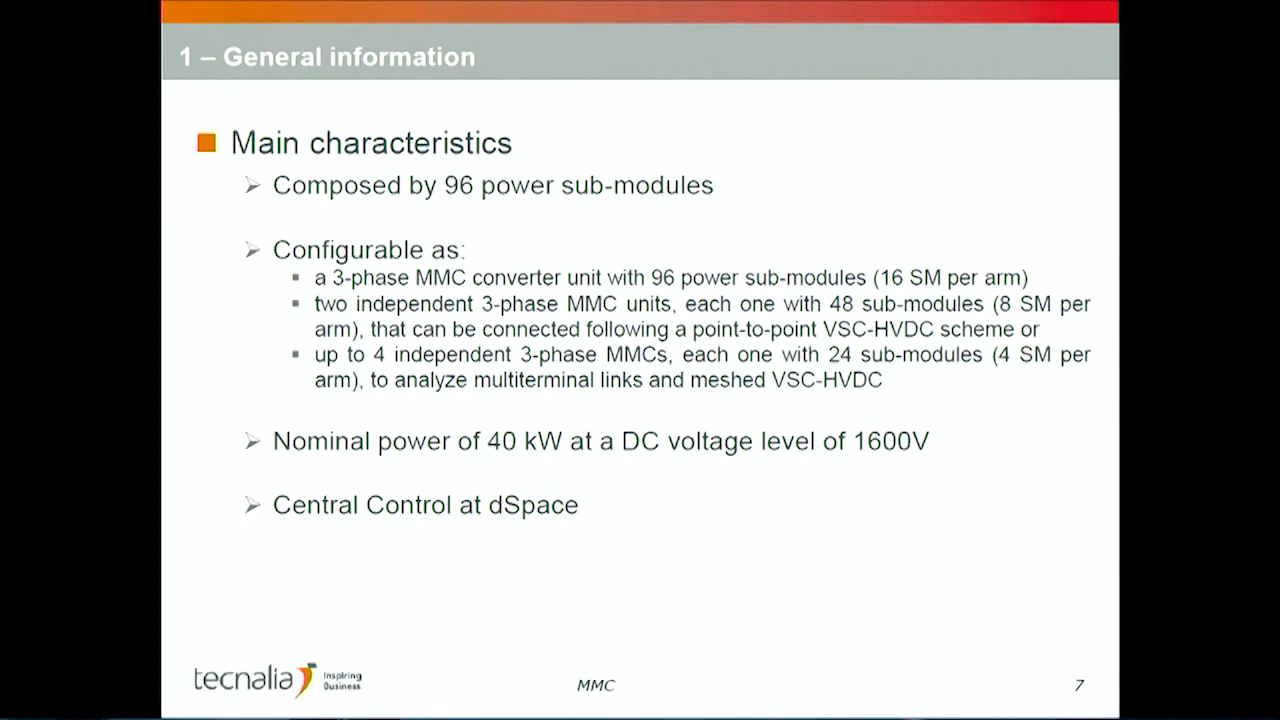 1 – General information
Main characteristics
Composed by 96 power sub-modules
Configurable as:
a 3-phase MMC converter unit with 96 power sub-modules (16 SM per arm)
two independent 3-phase MMC units, each one with 48 sub-modules (8 SM per
arm), that can be connected following a point-to-point VSC-HVDC scheme or
up to 4 independent 3-phase MMCs, each one with 24 sub-modules (4 SM per
arm), to analyze multiterminal links and meshed VSC-HVDC
Nominal power of 40 kW at a DC voltage level of 1600V
Central Control at dSpace
tecnalia
Inspiring
Business
MMC
7